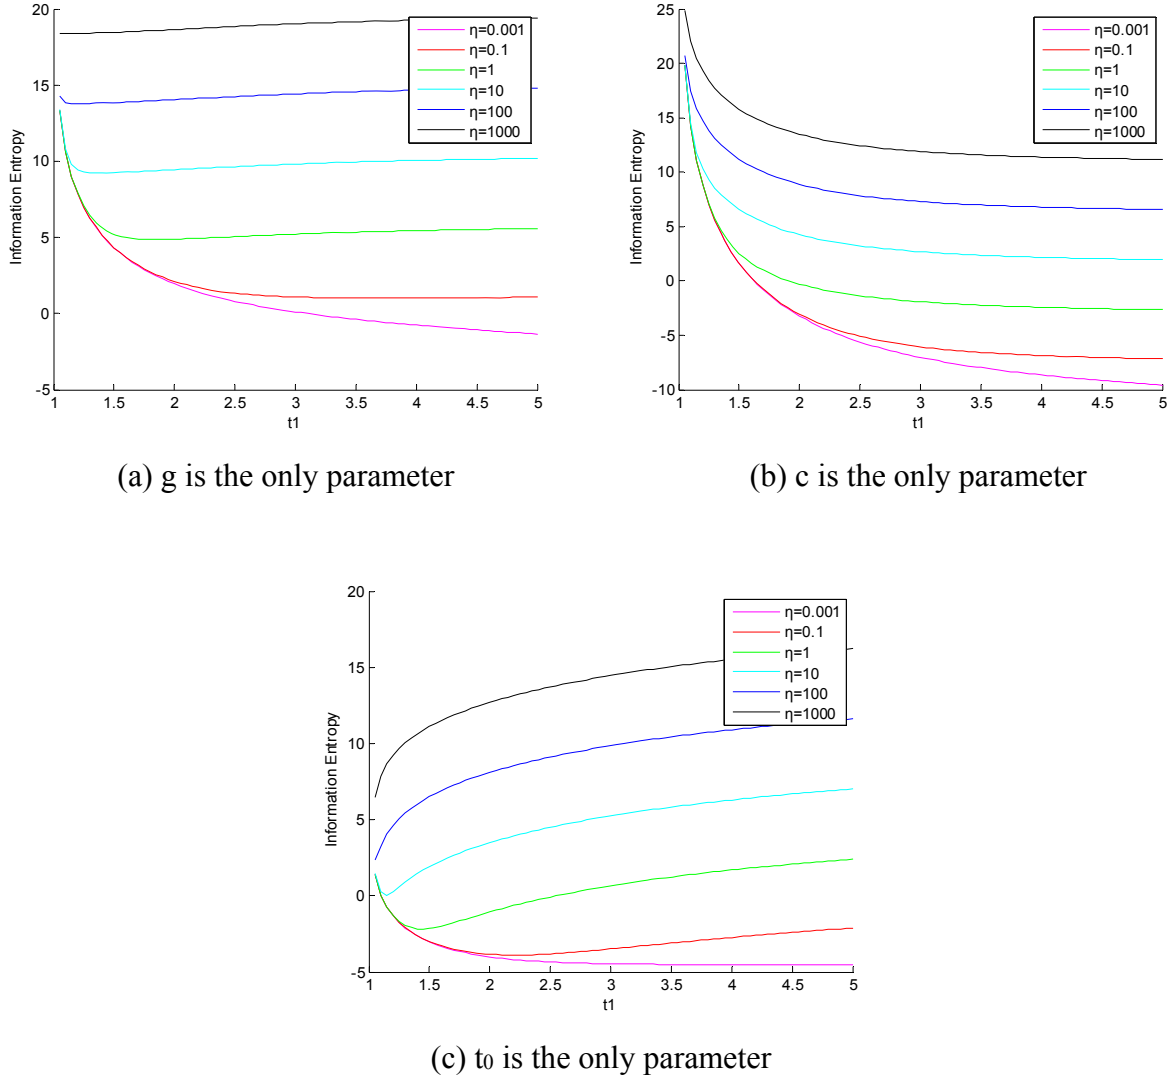 20
15
10
5
0
-5
Information Entropy
1 1.5 2 2.5 3 3.5 4 4.5 5
t1
η=0.001
η=0.1
η=1
η=10
η=100
η=1000
(a) g is the only parameter
25
20
15
10
5
0
-5
-10
Information Entropy
1 1.5 2 2.5 3 3.5 4 4.5 5
t1
η=0.001
η=0.1
η=1
η=10
η=100
η=1000
(b) c is the only parameter
20
15
10
5
0
-5
Information Entropy
1 1.5 2 2.5 3 3.5 4 4.5 5
t1
η=0.001
η=0.1
η=1
η=10
η=100
η=1000
(c) t₀ is the only parameter